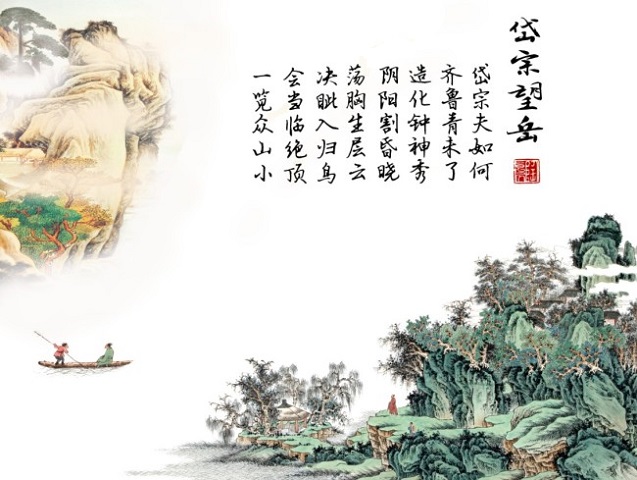 岱宗望岳
岱宗夫如何
齐鲁青未了
造化钟神秀
阴阳割昏晓
荡胸生层云
决眦入归鸟
会当临绝顶
一览众山小